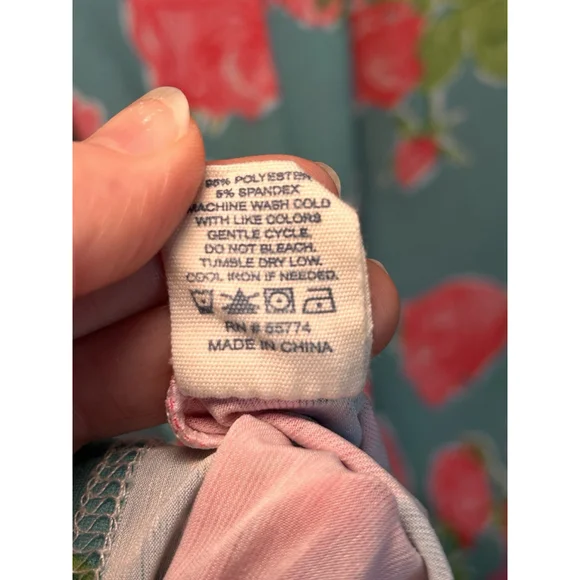 95% POLYESTER
5% SPANDEX
MACHINE WASH COLD
WITH LIKE COLORS
GENTLE CYCLE.
DO NOT BLEACH.
TUMBLE DRY LOW.
COOL IRON IF NEEDED.
RN # 55774
MADE IN CHINA